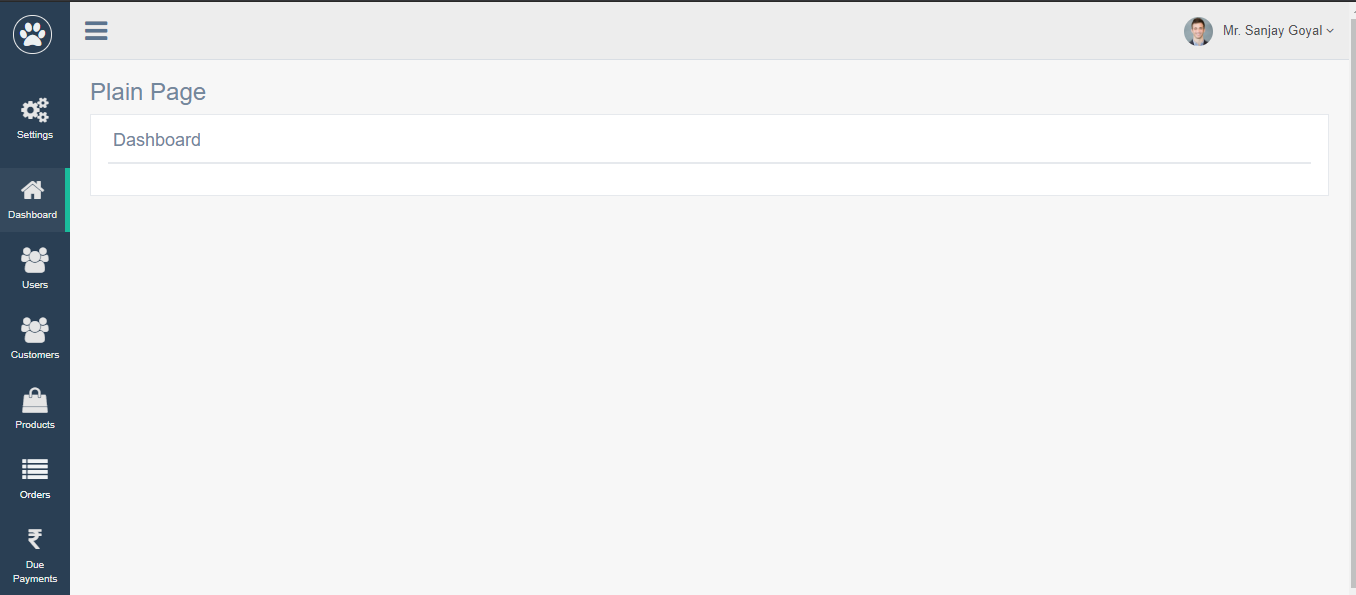 Mr. Sanjay Goyal
Plain Page
Dashboard
Settings
Dashboard
Users
Customers
Products
Orders
Due
Payments